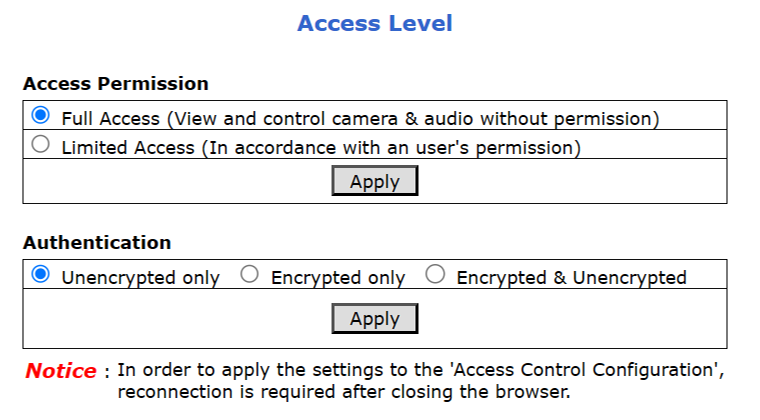 Access Level
Access Permission
Full Access (View and control camera & audio without permission)
Limited Access (In accordance with an user's permission)
Apply
Authentication
Unencrypted only Encrypted only Encrypted & Unencrypted
Apply
Notice : In order to apply the settings to the 'Access Control Configuration',
reconnection is required after closing the browser.